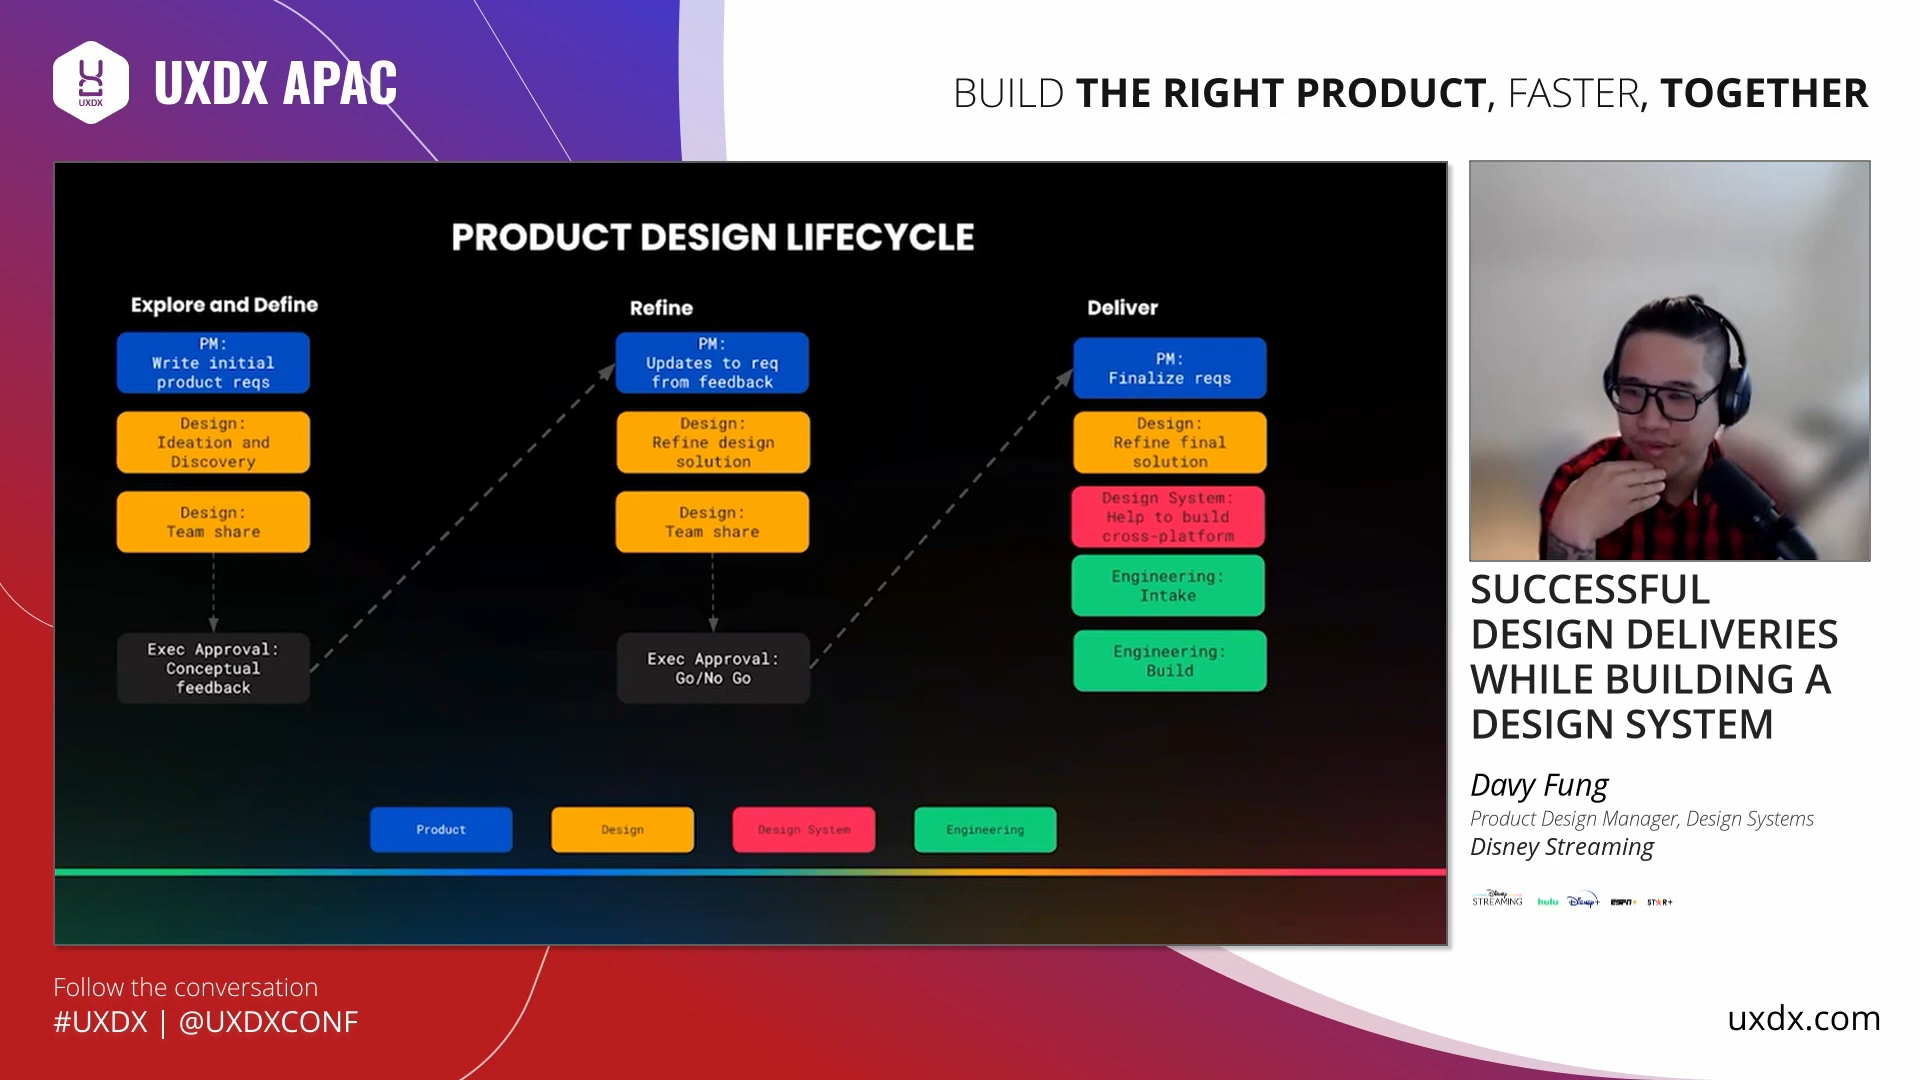 UXDX
UXDX APAC
BUILD THE RIGHT PRODUCT, FASTER, TOGETHER
PRODUCT DESIGN LIFECYCLE
Explore and Define
PM:
Write initial
product reqs
Design:
Ideation and
Discovery
Design:
Team share
Exec Approval:
Conceptual
feedback
Refine
PM:
Updates to req
from feedback
Design:
Refine design
solution
Design:
Team share
Exec Approval:
Go/No Go
Deliver
PM:
Finalize reqs
Design:
Refine final
solution
Design System:
Help to build
cross-platform
Engineering:
Intake
Engineering:
Build
Product
Design
Design System
Engineering
SUCCESSFUL
DESIGN DELIVERIES
WHILE BUILDING A
DESIGN SYSTEM
Davy Fung
Product Design Manager, Design Systems
Disney Streaming
Disney
STREAMING
hulu
Disney+
ESPN+
STAR+
Follow the conversation
#UXDX | @UXDXCONF
uxdx.com